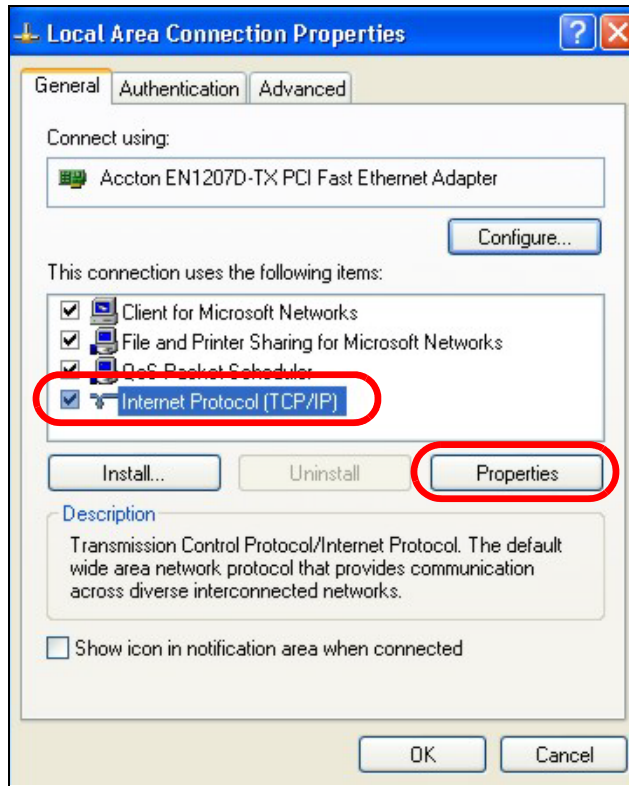 Local Area Connection Properties
General Authentication Advanced
Connect using:
Accton EN1207D-TX PCI Fast Ethernet Adapter
Configure...
This connection uses the following items:
Client for Microsoft Networks
File and Printer Sharing for Microsoft Networks
QoS Packet Scheduler
Internet Protocol (TCP/IP)
Install... Uninstall Properties
Description
Transmission Control Protocol/Internet Protocol. The default
wide area network protocol that provides communication
across diverse interconnected networks.
Show icon in notification area when connected
OK Cancel